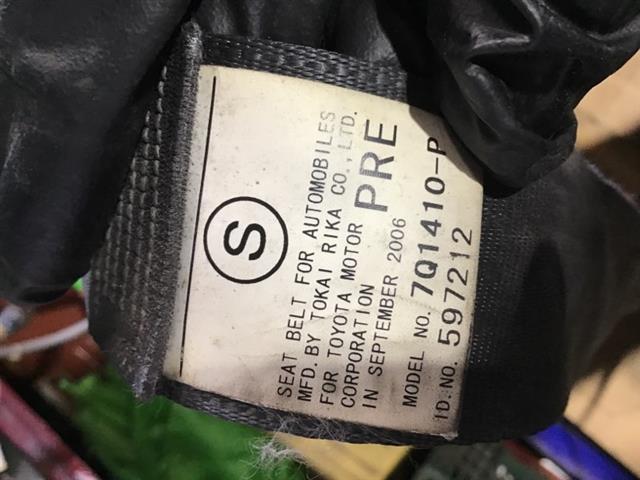 S
SEAT BELT FOR AUTOMOBILES
MFD. BY TOKAI RIKA CO., LTD.
FOR TOYOTA MOTOR
CORPORATION PRE
IN SEPTEMBER 2006
MODEL NO. 7Q1410-P
ID. NO. 597212